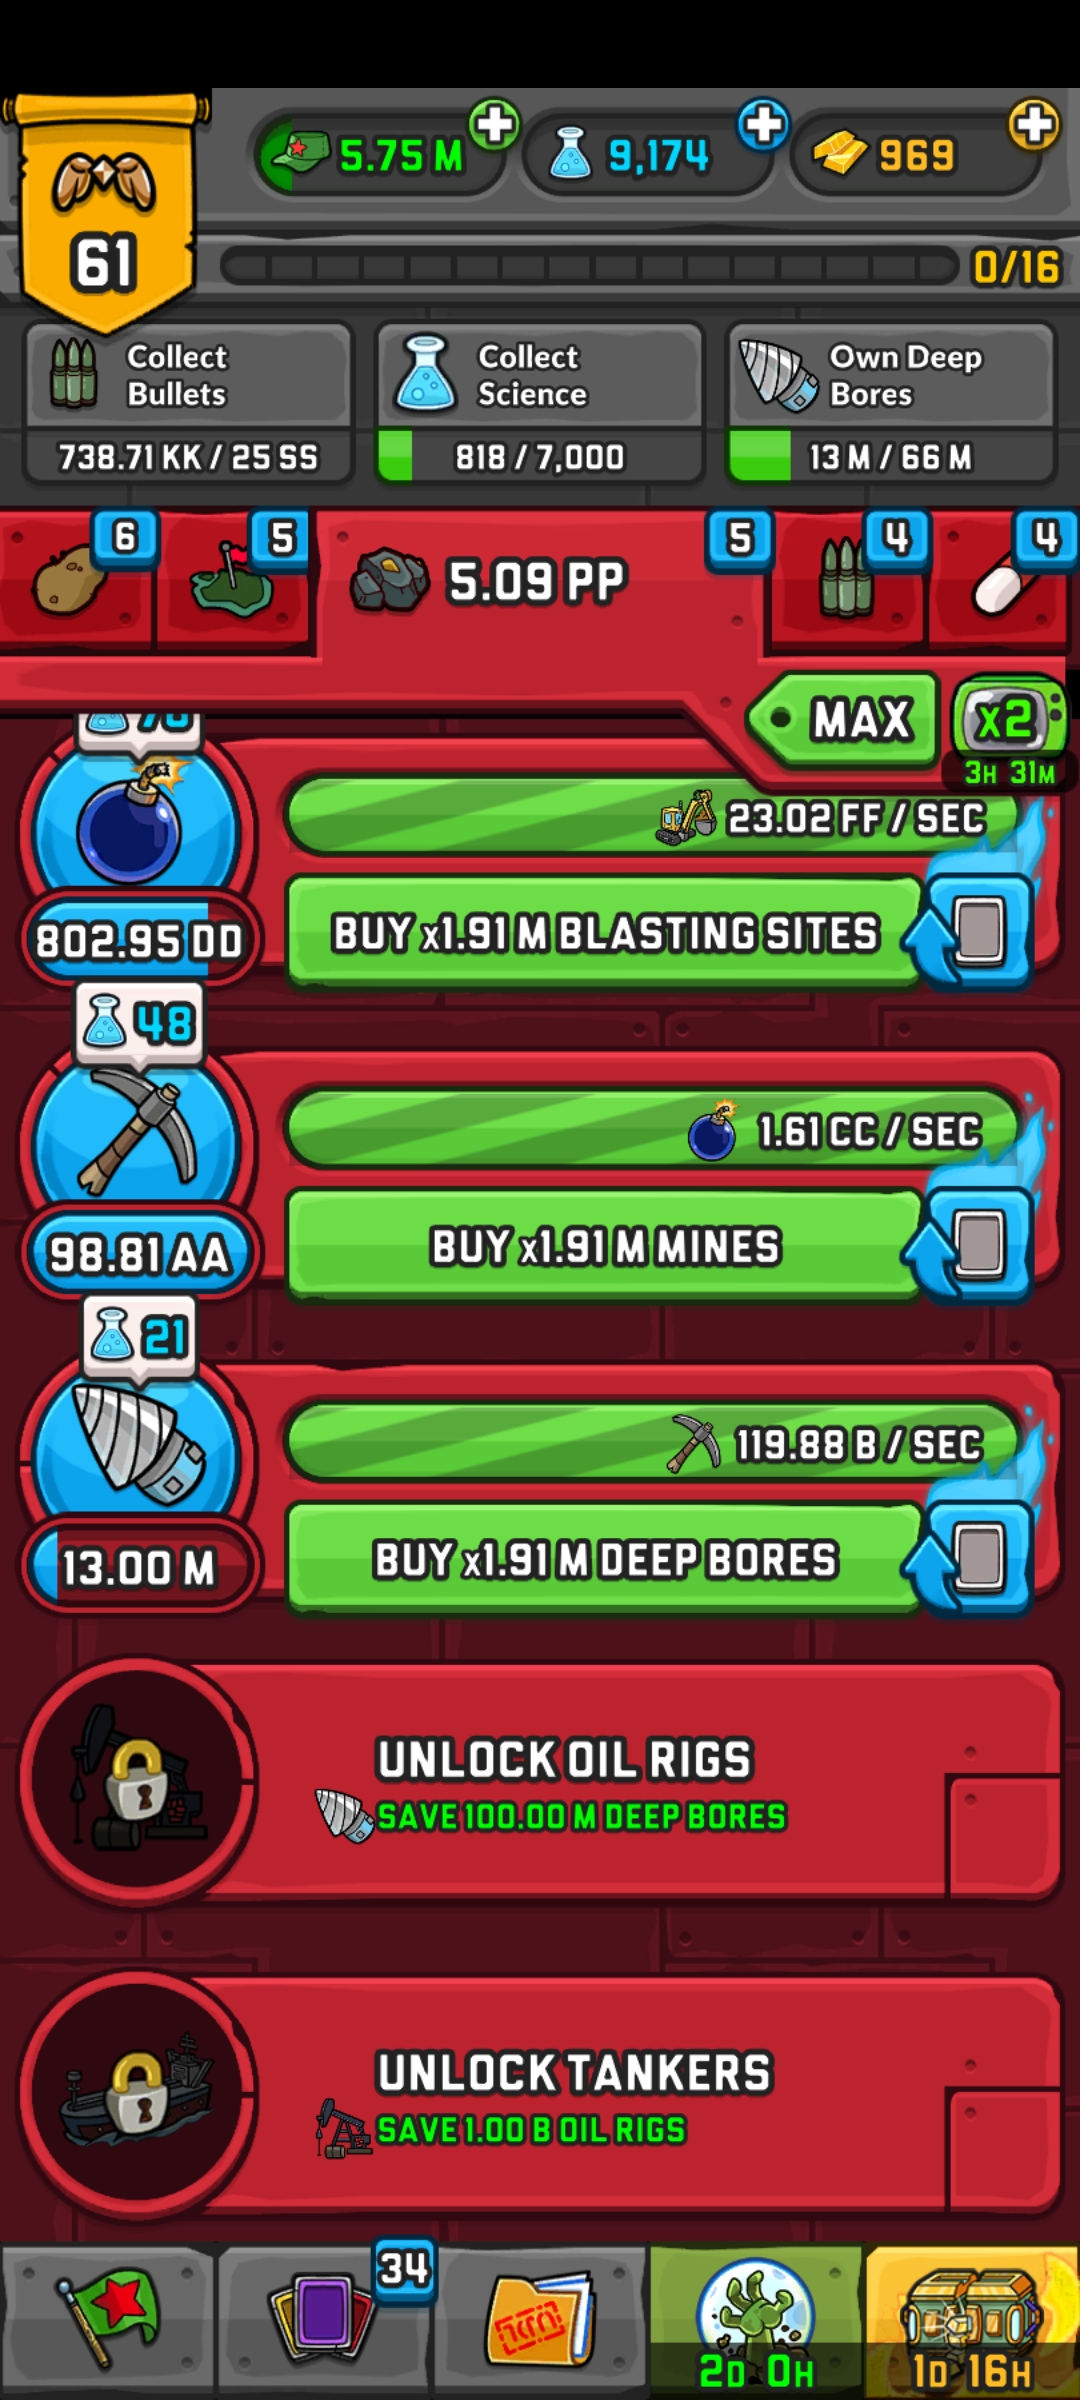 61
5.75 M
9,174
969
0/16
Collect Bullets
738.71 KK / 25 SS
Collect Science
818 / 7,000
Own Deep Bores
13 M / 66 M
6
5
5.09 PP
5
4
4
MAX
x2
3H 31M
23.02 FF / SEC
BUY x1.91 M BLASTING SITES
802.95 DD
48
1.61 CC / SEC
BUY x1.91 M MINES
98.81 AA
21
119.88 B / SEC
BUY x1.91 M DEEP BORES
13.00 M
UNLOCK OIL RIGS
SAVE 100.00 M DEEP BORES
UNLOCK TANKERS
SAVE 1.00 B OIL RIGS
34
2D 0H
1D 16H